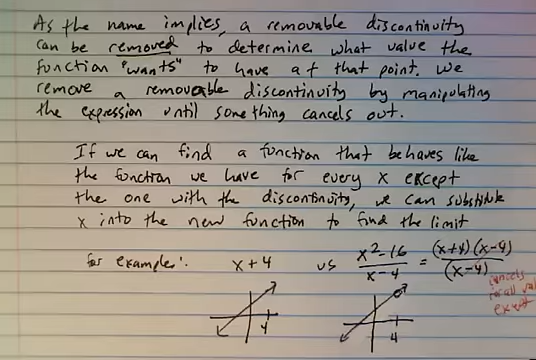 As the name implies, a removable discontinuity
can be removed to determine what value the
function "wants" to have at that point. We
remove a removable discontinuity by manipulating
the expression until something cancels out.
If we can find a function that behaves like
the function we have for every x except
the one with the discontinuity, we can substitute
x into the new function to find the limit
for example: x+4 vs x²-16/x-4 = (x+4)(x-4)/(x-4)
cancels
for all
except
4 4